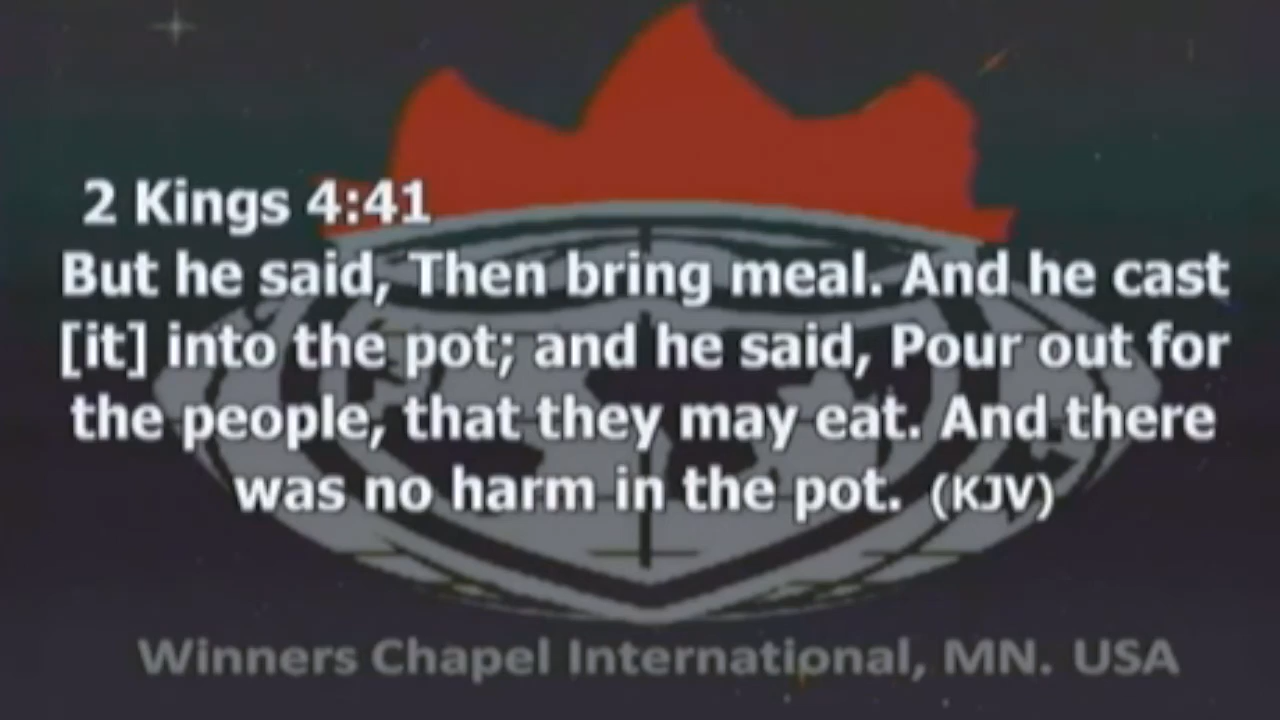 2 Kings 4:41
But he said, Then bring meal. And he cast
[it] into the pot; and he said, Pour out for
the people, that they may eat. And there
was no harm in the pot. (KJV)
Winners Chapel International, MN. USA